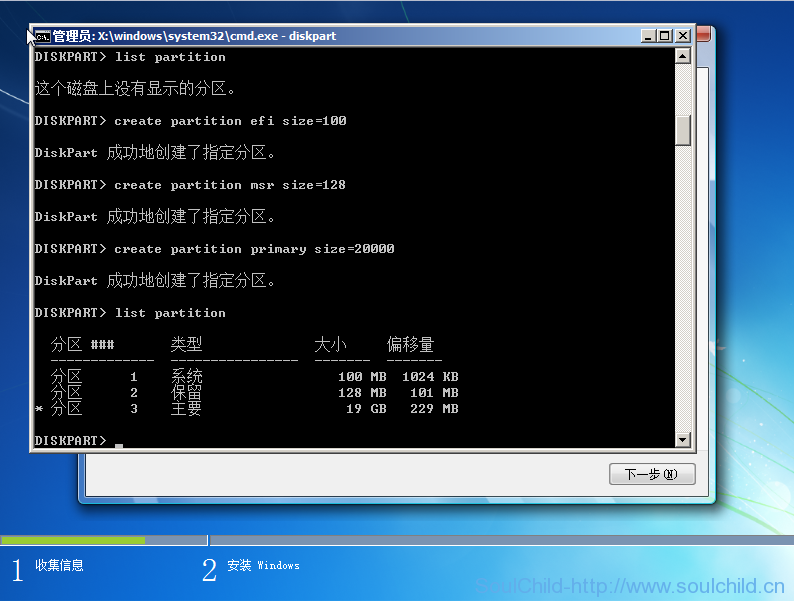 管理员: X:\windows\system32\cmd.exe - diskpart
DISKPART> list partition
这个磁盘上没有显示的分区。
DISKPART> create partition efi size=100
DiskPart 成功地创建了指定分区。
DISKPART> create partition msr size=128
DiskPart 成功地创建了指定分区。
DISKPART> create partition primary size=20000
DiskPart 成功地创建了指定分区。
DISKPART> list partition
分区 ### 类型 大小 偏移量
------------- ---------------- ------- -------
分区 1 系统 100 MB 1024 KB
分区 2 保留 128 MB 101 MB
* 分区 3 主要 19 GB 229 MB
DISKPART> _
下一步(N)
1 收集信息 2 安装 Windows
SoulChild-http://www.soulchild.cn